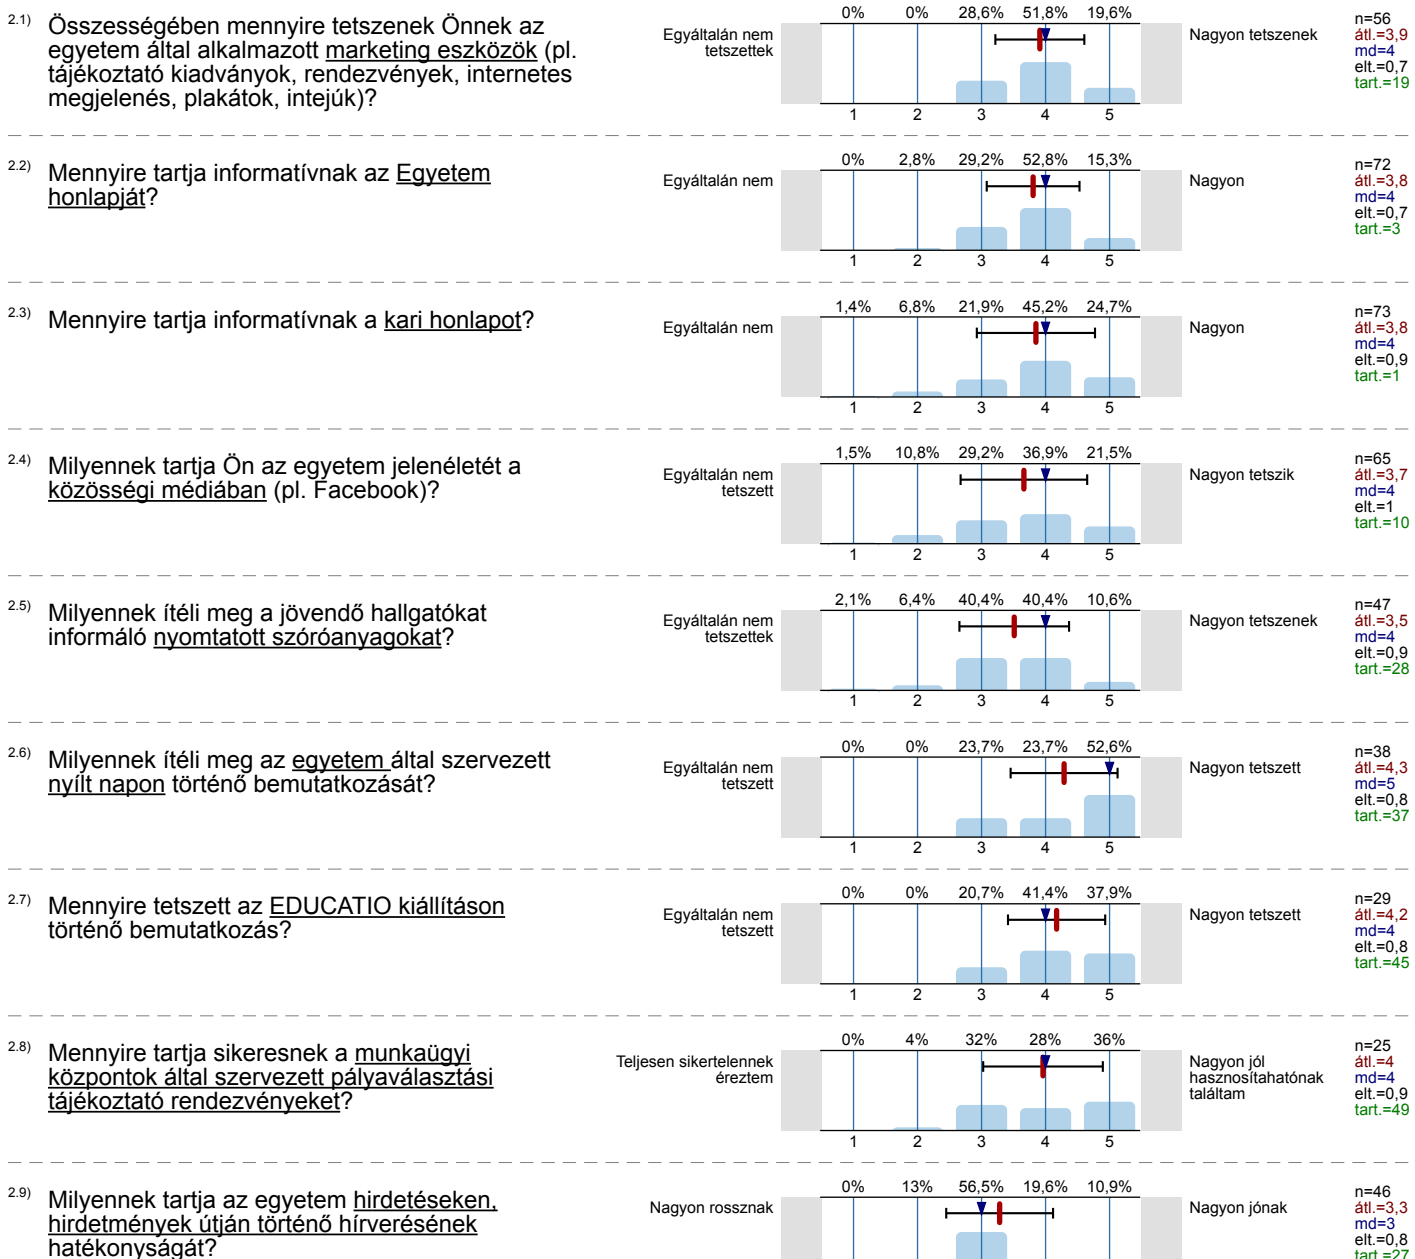 2.1) Összességében mennyire tetszenek Önnek az
egyetem által alkalmazott marketing eszközök (pl.
tájékoztató kiadványok, rendezvények, internetes
megjelenés, plakátok, intejúk)?
Egyáltalán nem
tetszettek
0% 0% 28,6% 51,8% 19,6%
1 2 3 4 5
Nagyon tetszenek
n=56
átl.=3,9
md=4
elt.=0,7
tart.=19
2.2) Mennyire tartja informatívnak az Egyetem
honlapját?
Egyáltalán nem
0% 2,8% 29,2% 52,8% 15,3%
1 2 3 4 5
Nagyon
n=72
átl.=3,8
md=4
elt.=0,7
tart.=3
2.3) Mennyire tartja informatívnak a kari honlapot?
Egyáltalán nem
1,4% 6,8% 21,9% 45,2% 24,7%
1 2 3 4 5
Nagyon
n=73
átl.=3,8
md=4
elt.=0,9
tart.=1
2.4) Milyennek tartja Ön az egyetem jelenélétét a
közösségi médiában (pl. Facebook)?
Egyáltalán nem
tetszett
1,5% 10,8% 29,2% 36,9% 21,5%
1 2 3 4 5
Nagyon tetszik
n=65
átl.=3,7
md=4
elt.=1
tart.=10
2.5) Milyennek ítéli meg a jövendő hallgatókat
informáló nyomtatott szóróanyagokat?
Egyáltalán nem
tetszettek
2,1% 6,4% 40,4% 40,4% 10,6%
1 2 3 4 5
Nagyon tetszenek
n=47
átl.=3,5
md=4
elt.=0,9
tart.=28
2.6) Milyennek ítéli meg az egyetem által szervezett
nyílt napon történő bemutatkozását?
Egyáltalán nem
tetszett
0% 0% 23,7% 23,7% 52,6%
1 2 3 4 5
Nagyon tetszett
n=38
átl.=4,3
md=5
elt.=0,8
tart.=37
2.7) Mennyire tetszett az EDUCATIO kiállításon
történő bemutatkozás?
Egyáltalán nem
tetszett
0% 0% 20,7% 41,4% 37,9%
1 2 3 4 5
Nagyon tetszett
n=29
átl.=4,2
md=4
elt.=0,8
tart.=45
2.8) Mennyire tartja sikeresnek a munkaügyi
központok által szervezett pályaválasztási
tájékoztató rendezvényeket?
Teljesen sikertelennek
éreztem
0% 4% 32% 28% 36%
1 2 3 4 5
Nagyon jól
hasznosítahatónak
találtam
n=25
átl.=4
md=4
elt.=0,9
tart.=49
2.9) Milyennek tartja az egyetem hirdetéseken,
hirdetmények útján történő hírverésének
hatékonyságát?
Nagyon rossznak
0% 13% 56,5% 19,6% 10,9%
Nagyon jónak
n=46
átl.=3,3
md=3
elt.=0,8
tart.=27